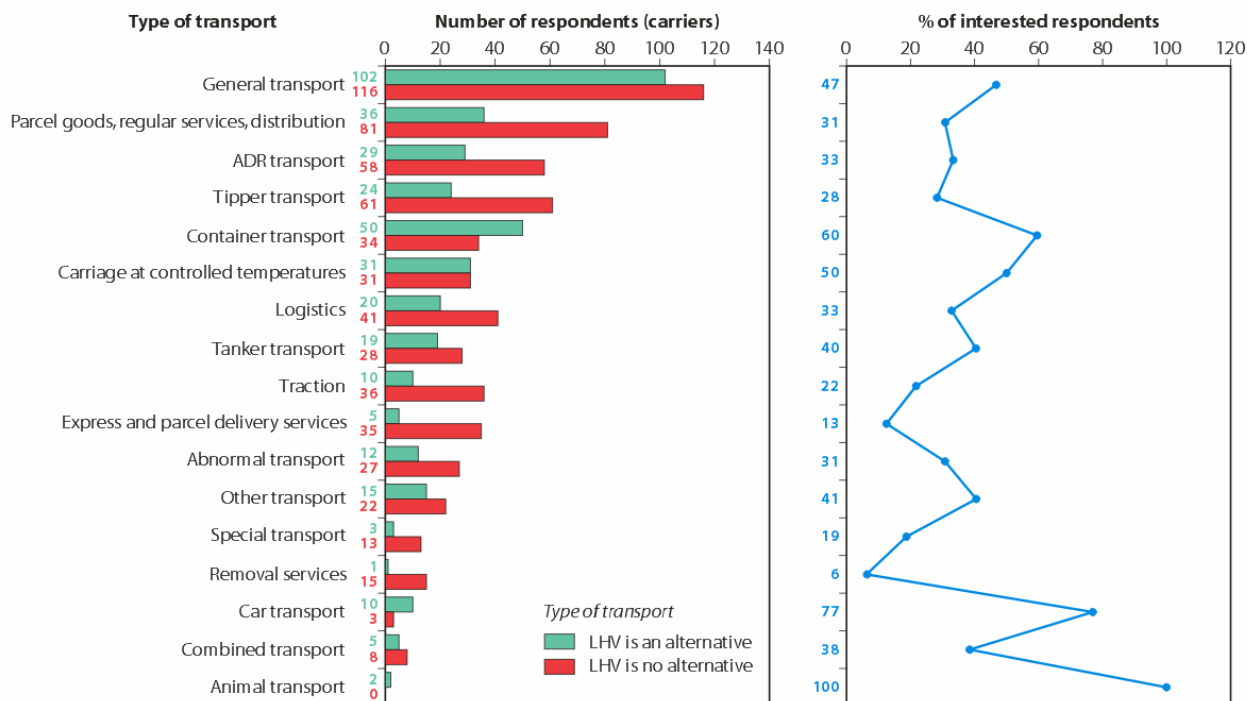 Type of transport Number of respondents (carriers) % of interested respondents
0 20 40 60 80 100 120 140 0 20 40 60 80 100 120
General transport 102 116 47
Parcel goods, regular services, distribution 36 81 31
ADR transport 29 58 33
Tipper transport 24 61 28
Container transport 50 34 60
Carriage at controlled temperatures 31 31 50
Logistics 20 41 33
Tanker transport 19 28 40
Traction 10 36 22
Express and parcel delivery services 5 35 13
Abnormal transport 12 27 31
Other transport 15 22 41
Special transport 3 13 19
Removal services 1 15 6
Car transport 10 3 77
Combined transport 5 8 38
Animal transport 2 0 100
Type of transport
LHV is an alternative
LHV is no alternative